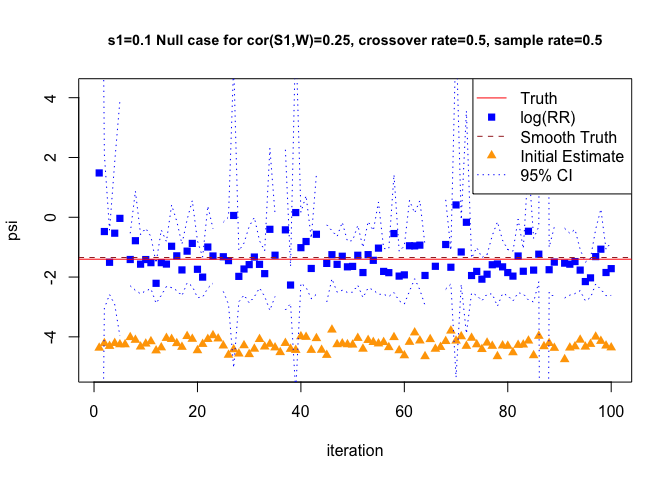 s1=0.1 Null case for cor(S1,W)=0.25, crossover rate=0.5, sample rate=0.5
Truth
log(RR)
Smooth Truth
Initial Estimate
95% CI
psi
4
2
0
-2
-4
0 20 40 60 80 100
iteration